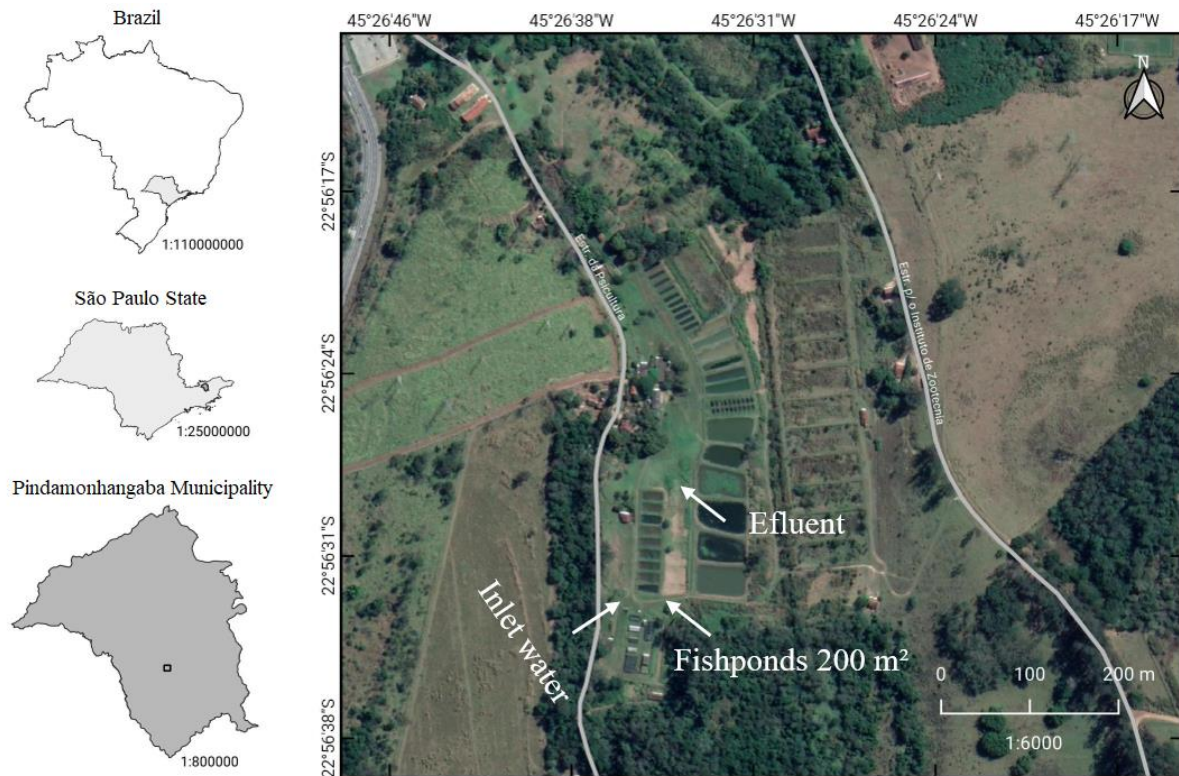 Brazil
1:110000000
São Paulo State
1:25000000
Pindamonhangaba Municipality
1:800000
45°26'46"W 45°26'38"W 45°26'31"W 45°26'24"W 45°26'17"W
22°56'17"S
22°56'24"S
22°56'31"S
22°56'38"S
N
Estr. da Psicultura
Estr. p/ o Instituto de Zootecnia
Efluent
Inlet water
Fishponds 200 m²
0 100 200 m
1:6000